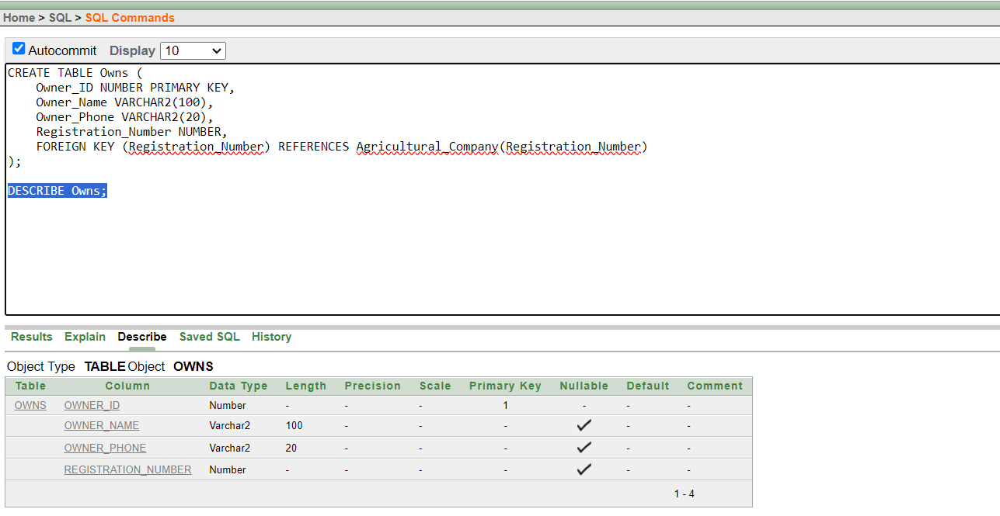 Home > SQL > SQL Commands
Autocommit Display 10
CREATE TABLE Owns (
    Owner_ID NUMBER PRIMARY KEY,
    Owner_Name VARCHAR2(100),
    Owner_Phone VARCHAR2(20),
    Registration_Number NUMBER,
    FOREIGN KEY (Registration_Number) REFERENCES Agricultural_Company(Registration_Number)
);
DESCRIBE Owns;
Results Explain Describe Saved SQL History
Object Type TABLE Object OWNS
Table Column Data Type Length Precision Scale Primary Key Nullable Default Comment
OWNS OWNER_ID Number - - - 1 - - -
OWNER_NAME Varchar2 100 - - - ✓ - -
OWNER_PHONE Varchar2 20 - - - ✓ - -
REGISTRATION_NUMBER Number - - - - ✓ - -
1 - 4